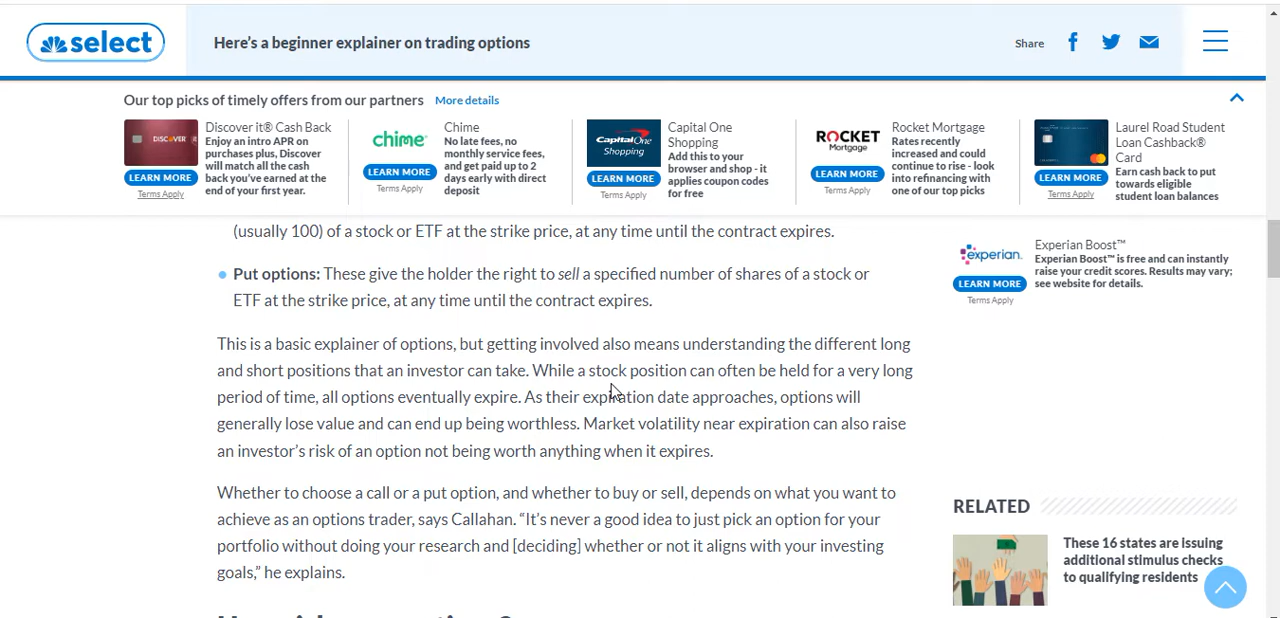 select
Here's a beginner explainer on trading options
Share
Our top picks of timely offers from our partners
More details
DISCOVER
LEARN MORE
Terms Apply
Discover it® Cash Back
Enjoy an intro APR on
purchases plus, Discover
will match all the cash
back you've earned at the
end of your first year.
chime
LEARN MORE
Terms Apply
Chime
No late fees, no
monthly service fees,
and get paid up to 2
days early with direct
deposit
Capital One
Shopping
LEARN MORE
Terms Apply
Capital One
Shopping
Add this to your
browser and shop - it
applies coupon codes
for free
ROCKET
Mortgage
LEARN MORE
Terms Apply
Rocket Mortgage
Rates recently
increased and could
continue to rise - look
into refinancing with
one of our top picks
LEARN MORE
Terms Apply
Laurel Road Student
Loan Cashback®
Card
Earn cash back to put
towards eligible
student loan balances
(usually 100) of a stock or ETF at the strike price, at any time until the contract expires.
Put options: These give the holder the right to sell a specified number of shares of a stock or
ETF at the strike price, at any time until the contract expires.
This is a basic explainer of options, but getting involved also means understanding the different long
and short positions that an investor can take. While a stock position can often be held for a very long
period of time, all options eventually expire. As their expiration date approaches, options will
generally lose value and can end up being worthless. Market volatility near expiration can also raise
an investor's risk of an option not being worth anything when it expires.
Whether to choose a call or a put option, and whether to buy or sell, depends on what you want to
achieve as an options trader, says Callahan. “It's never a good idea to just pick an option for your
portfolio without doing your research and [deciding] whether or not it aligns with your investing
goals,” he explains.
experian.
LEARN MORE
Terms Apply
Experian Boost™
Experian Boost™ is free and can instantly
raise your credit scores. Results may vary;
see website for details.
RELATED
These 16 states are issuing
additional stimulus checks
to qualifying residents